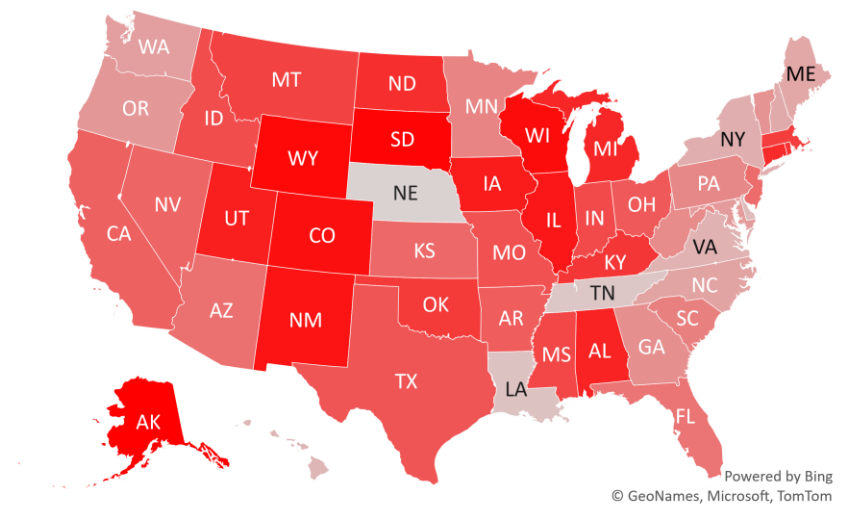 WA
ME
MT
ND
MN
OR
ID
WI
NY
SD
MI
WY
IA
PA
NE
NV
UT
IL
IN
OH
CO
CA
KS
MO
VA
KY
NC
TN
AZ
NM
OK
AR
SC
MS
AL
GA
TX
LA
AK
FL
Powered by Bing
© GeoNames, Microsoft, TomTom